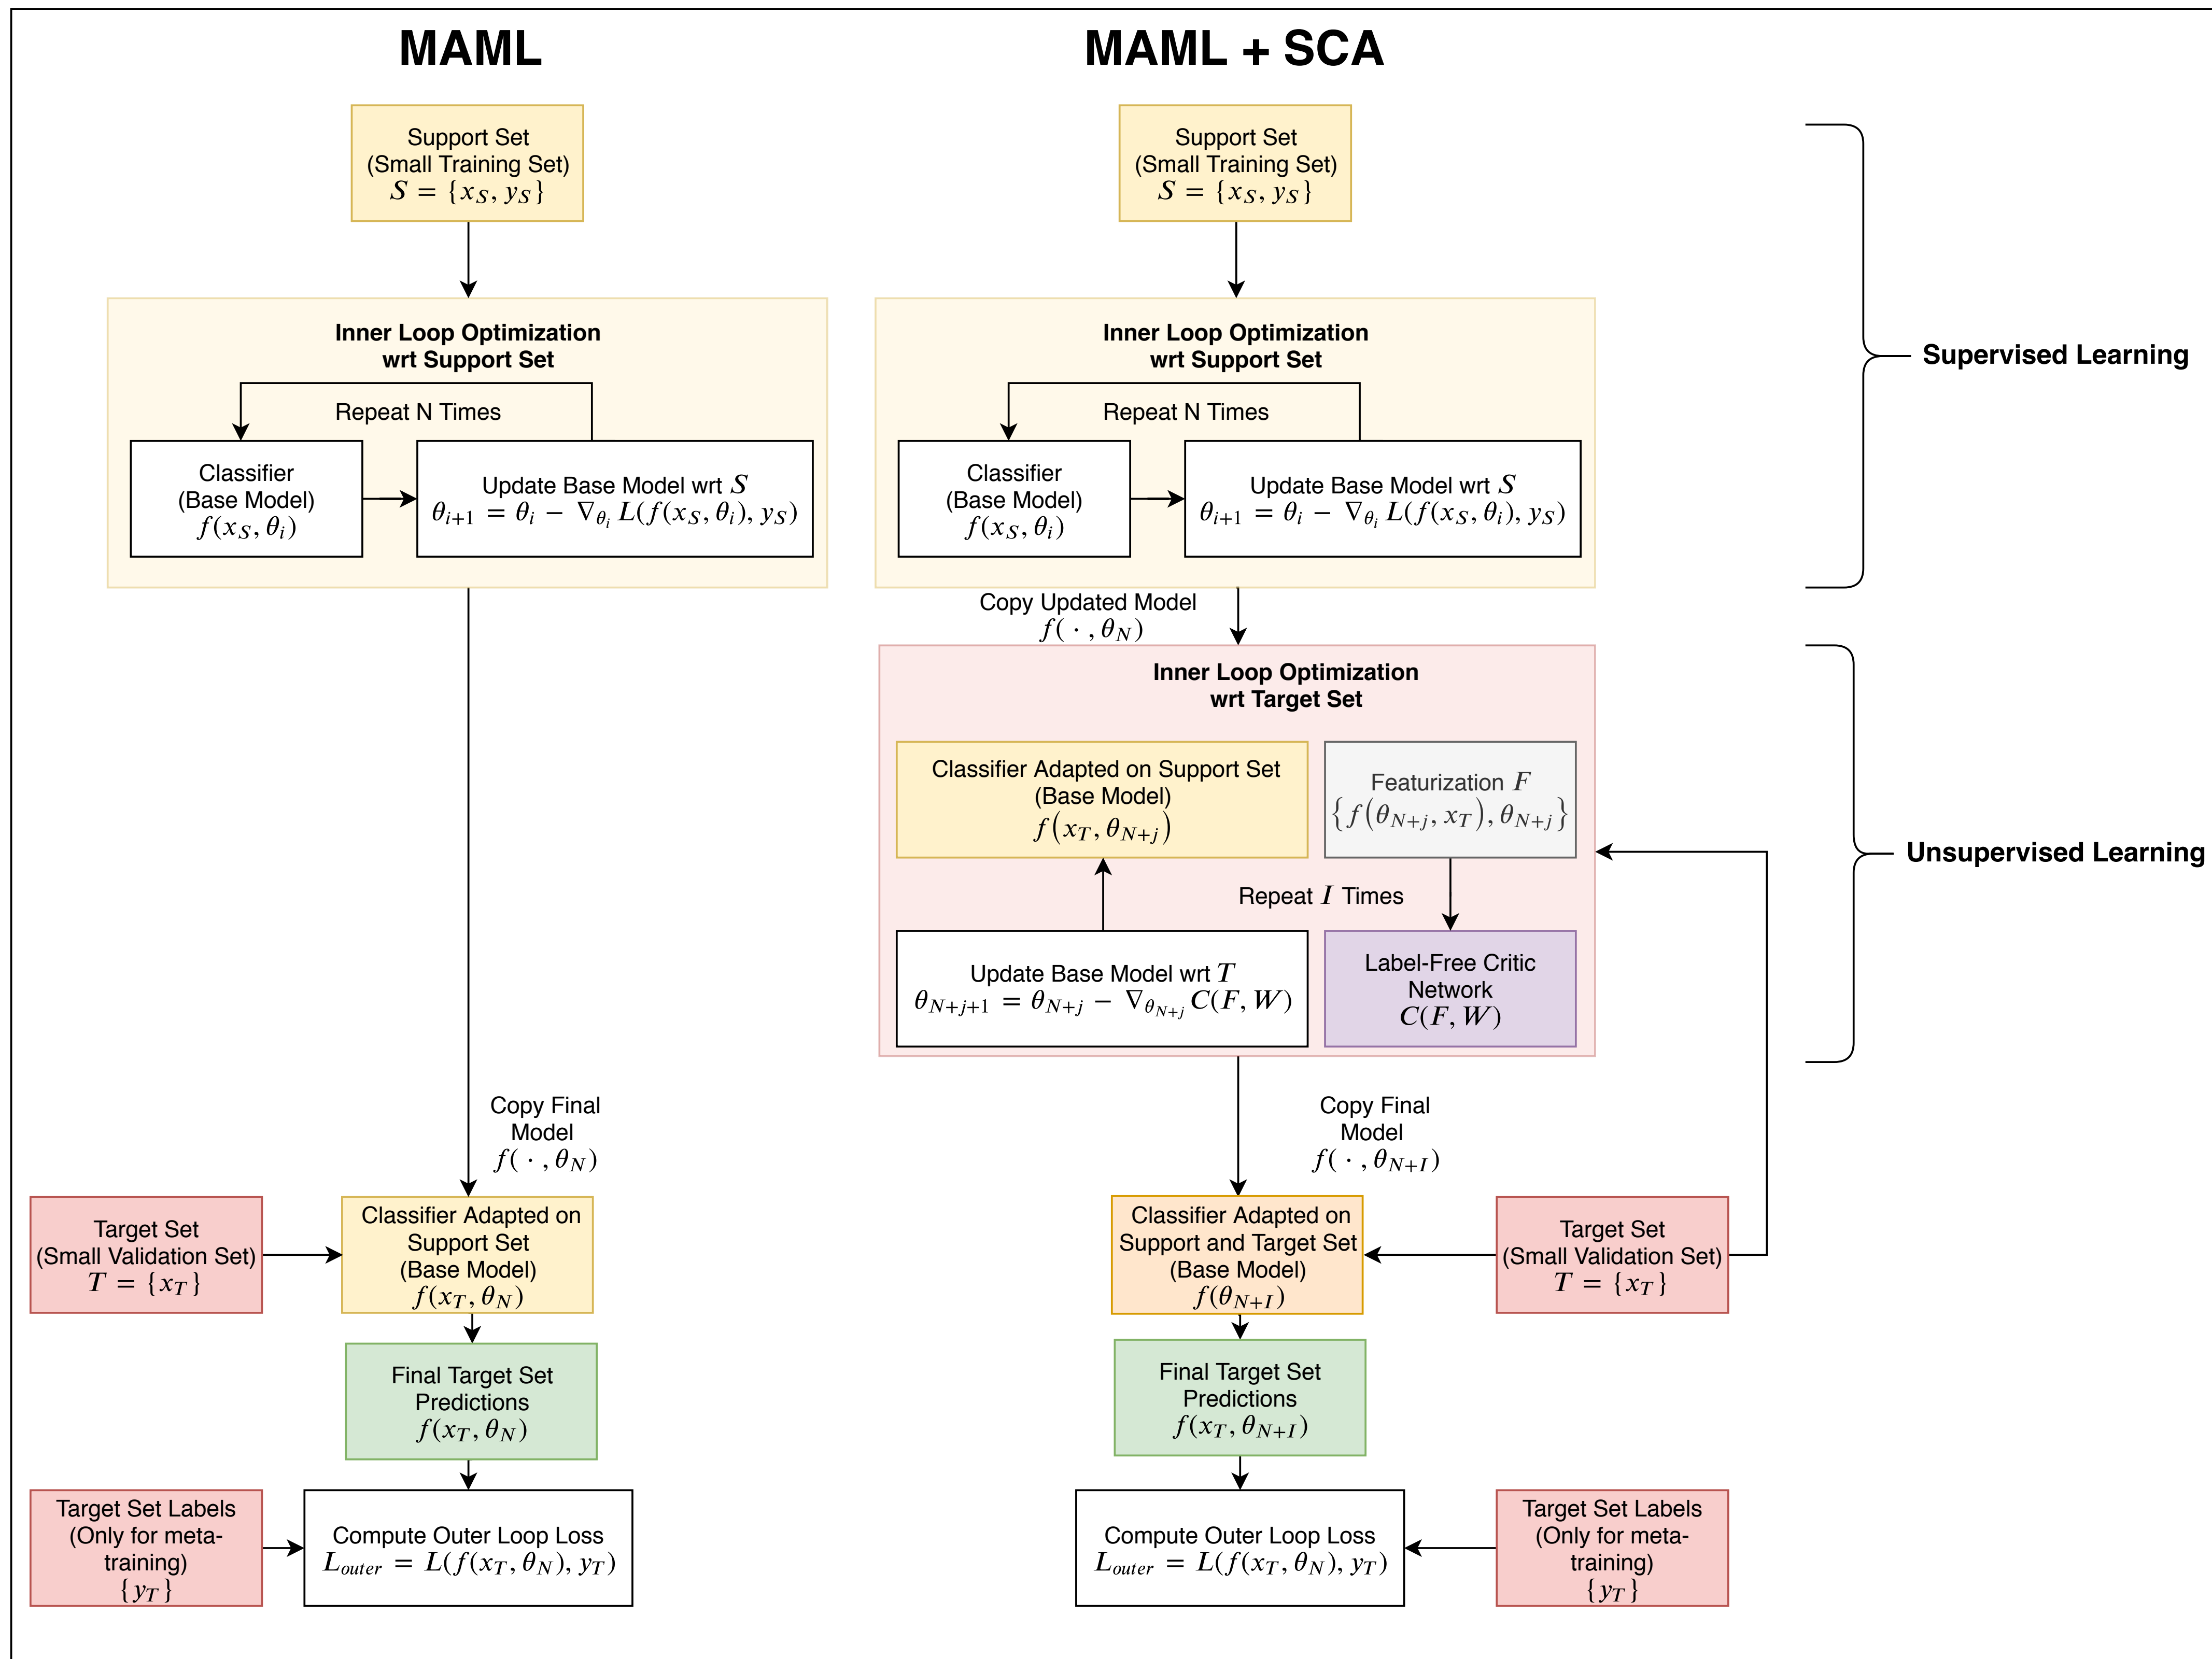 MAML
Support Set
(Small Training Set)
S = {x_S, y_S}
Inner Loop Optimization
wrt Support Set
Repeat N Times
Classifier
(Base Model)
f(x_S, θ_i)
Update Base Model wrt S
θ_{i+1} = θ_i − ∇_{θ_i} L(f(x_S, θ_i), y_S)
Copy Final
Model
f( · , θ_N)
Target Set
(Small Validation Set)
T = {x_T}
Classifier Adapted on
Support Set
(Base Model)
f(x_T, θ_N)
Final Target Set
Predictions
f(x_T, θ_N)
Target Set Labels
(Only for meta-
training)
{y_T}
Compute Outer Loop Loss
L_{outer} = L(f(x_T, θ_N), y_T)
MAML + SCA
Support Set
(Small Training Set)
S = {x_S, y_S}
Inner Loop Optimization
wrt Support Set
Repeat N Times
Classifier
(Base Model)
f(x_S, θ_i)
Update Base Model wrt S
θ_{i+1} = θ_i − ∇_{θ_i} L(f(x_S, θ_i), y_S)
Supervised Learning
Copy Updated Model
f( · , θ_N)
Inner Loop Optimization
wrt Target Set
Classifier Adapted on Support Set
(Base Model)
f(x_T, θ_{N+j})
Featurization F
{f(θ_{N+j}, x_T), θ_{N+j}}
Repeat I Times
Update Base Model wrt T
θ_{N+j+1} = θ_{N+j} − ∇_{θ_{N+j}} C(F, W)
Label-Free Critic
Network
C(F, W)
Unsupervised Learning
Copy Final
Model
f( · , θ_{N+I})
Classifier Adapted on
Support and Target Set
(Base Model)
f(θ_{N+I})
Target Set
(Small Validation Set)
T = {x_T}
Final Target Set
Predictions
f(x_T, θ_{N+I})
Compute Outer Loop Loss
L_{outer} = L(f(x_T, θ_N), y_T)
Target Set Labels
(Only for meta-
training)
{y_T}